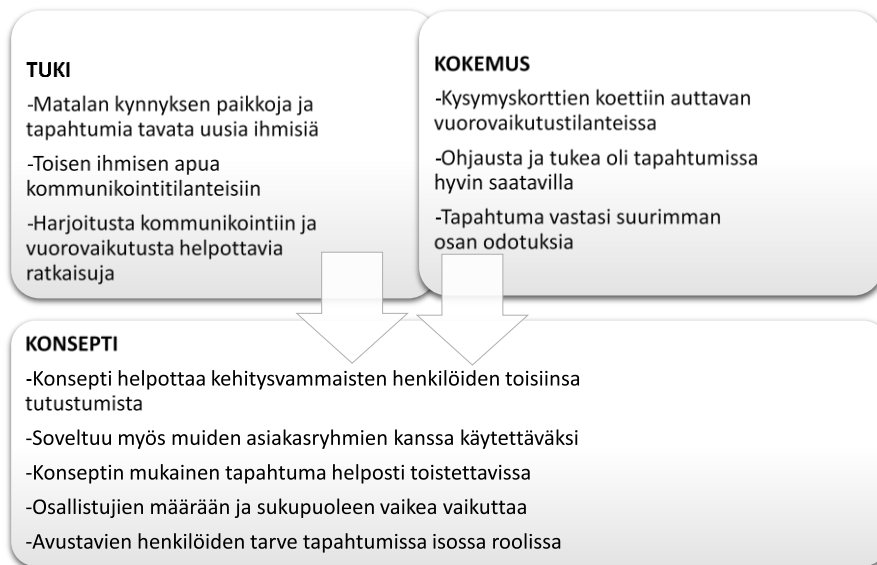 TUKI
-Matalan kynnyksen paikkoja ja
tapahtumia tavata uusia ihmisiä
-Toisen ihmisen apua
kommunikointitilanteisiin
-Harjoitusta kommunikointiin ja
vuorovaikutusta helpottavia
ratkaisuja
KOKEMUS
-Kysymyskorttien koettiin auttavan
vuorovaikutustilanteissa
-Ohjausta ja tukea oli tapahtumissa
hyvin saatavilla
-Tapahtuma vastasi suurimman
osan odotuksia
KONSEPTI
-Konsepti helpottaa kehitysvammaisten henkilöiden toisiinsa
tutustumista
-Soveltuu myös muiden asiakasryhmien kanssa käytettäväksi
-Konseptin mukainen tapahtuma helposti toistettavissa
-Osallistujien määrään ja sukupuoleen vaikea vaikuttaa
-Avustavien henkilöiden tarve tapahtumissa isossa roolissa